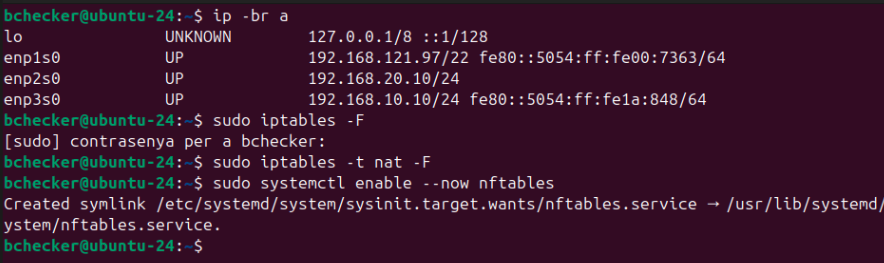 bchecker@ubuntu-24:~$ ip -br a
lo               UNKNOWN        127.0.0.1/8 ::1/128
enp1s0           UP             192.168.121.97/22 fe80::5054:ff:fe00:7363/64
enp2s0           UP             192.168.20.10/24
enp3s0           UP             192.168.10.10/24 fe80::5054:ff:fe1a:848/64
bchecker@ubuntu-24:~$ sudo iptables -F
[sudo] contrasenya per a bchecker:
bchecker@ubuntu-24:~$ sudo iptables -t nat -F
bchecker@ubuntu-24:~$ sudo systemctl enable --now nftables
Created symlink /etc/systemd/system/sysinit.target.wants/nftables.service → /usr/lib/systemd/
ystem/nftables.service.
bchecker@ubuntu-24:~$